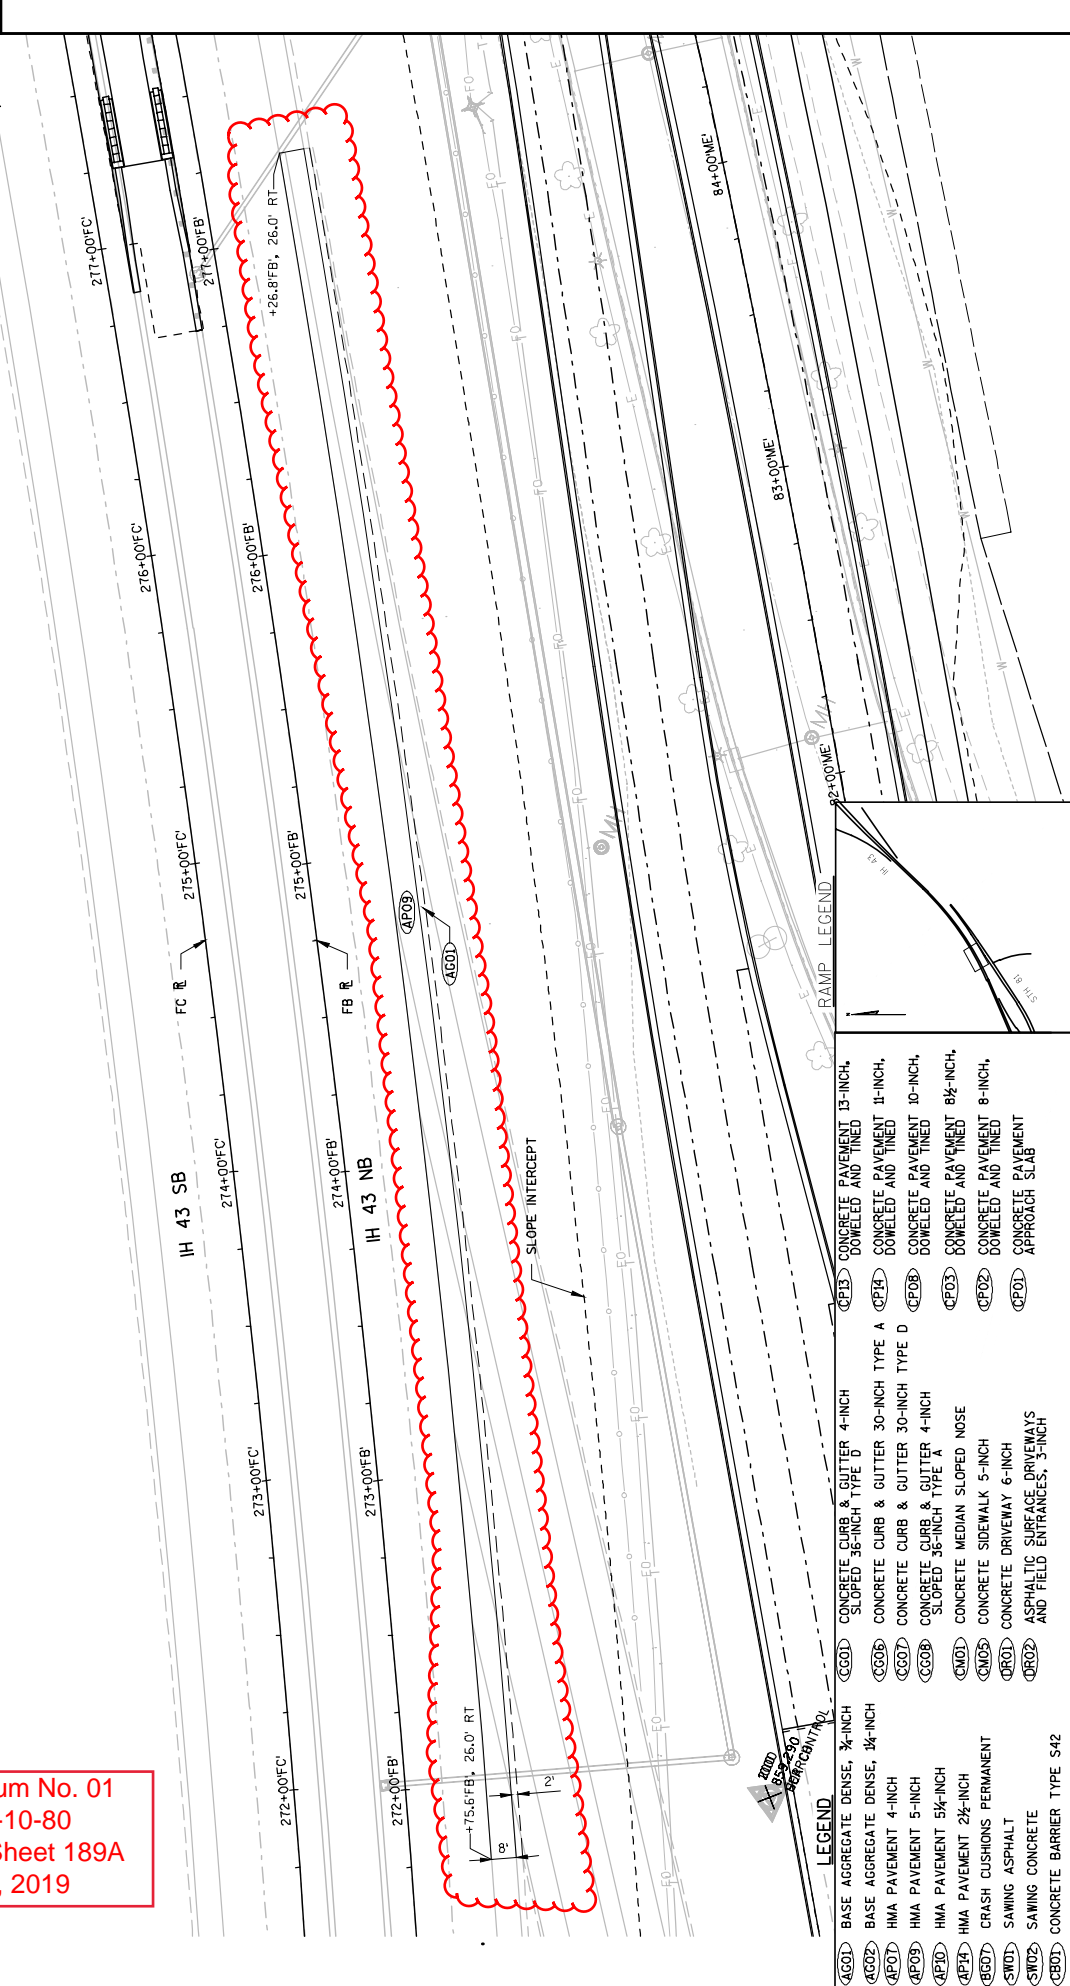 277+00'FC'
277+00'FB'
+26.8'FB', 26.0' RT
84+00'ME'
83+00'ME'
276+00'FC'
276+00'FB'
275+00'FC'
275+00'FB'
AP09
AG01
FC
FB
IH 43 SB
IH 43 NB
274+00'FC'
274+00'FB'
SLOPE INTERCEPT
273+00'FC'
273+00'FB'
272+00'FC'
272+00'FB'
+75.6'FB', 26.0' RT
8'
2'
MH
MH
RAMP LEGEND
IH 43
STH 81
um No. 01
-10-80
Sheet 189A
, 2019
LEGEND
AG01 BASE AGGREGATE DENSE, ¾-INCH
AG02 BASE AGGREGATE DENSE, 1¼-INCH
AP07 HMA PAVEMENT 4-INCH
AP09 HMA PAVEMENT 5-INCH
AP10 HMA PAVEMENT 5¼-INCH
AP14 HMA PAVEMENT 2½-INCH
BG07 CRASH CUSHIONS PERMANENT
SW01 SAWING ASPHALT
SW02 SAWING CONCRETE
CB01 CONCRETE BARRIER TYPE S42
CG01 CONCRETE CURB & GUTTER 4-INCH
SLOPED 36-INCH TYPE D
CG06 CONCRETE CURB & GUTTER 30-INCH TYPE A
CG07 CONCRETE CURB & GUTTER 30-INCH TYPE D
CG08 CONCRETE CURB & GUTTER 4-INCH
SLOPED 36-INCH TYPE A
CM01 CONCRETE MEDIAN SLOPED NOSE
CM05 CONCRETE SIDEWALK 5-INCH
DR01 CONCRETE DRIVEWAY 6-INCH
DR02 ASPHALTIC SURFACE DRIVEWAYS
AND FIELD ENTRANCES, 3-INCH
CP13 CONCRETE PAVEMENT 13-INCH,
DOWELED AND TINED
CP14 CONCRETE PAVEMENT 11-INCH,
DOWELED AND TINED
CP08 CONCRETE PAVEMENT 10-INCH,
DOWELED AND TINED
CP03 CONCRETE PAVEMENT 8½-INCH,
DOWELED AND TINED
CP02 CONCRETE PAVEMENT 8-INCH,
DOWELED AND TINED
CP01 CONCRETE PAVEMENT
APPROACH SLAB